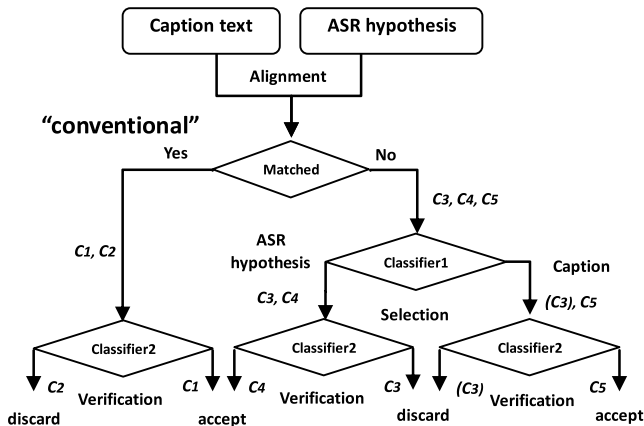 Caption text
ASR hypothesis
Alignment
“conventional”
Yes
Matched
No
C3, C4, C5
C1, C2
ASR
hypothesis
Classifier1
Caption
C3, C4
(C3), C5
Selection
Classifier2
Classifier2
Classifier2
C2
Verification
C1
C4
Verification
C3
(C3)
Verification
C5
discard
accept
discard
accept